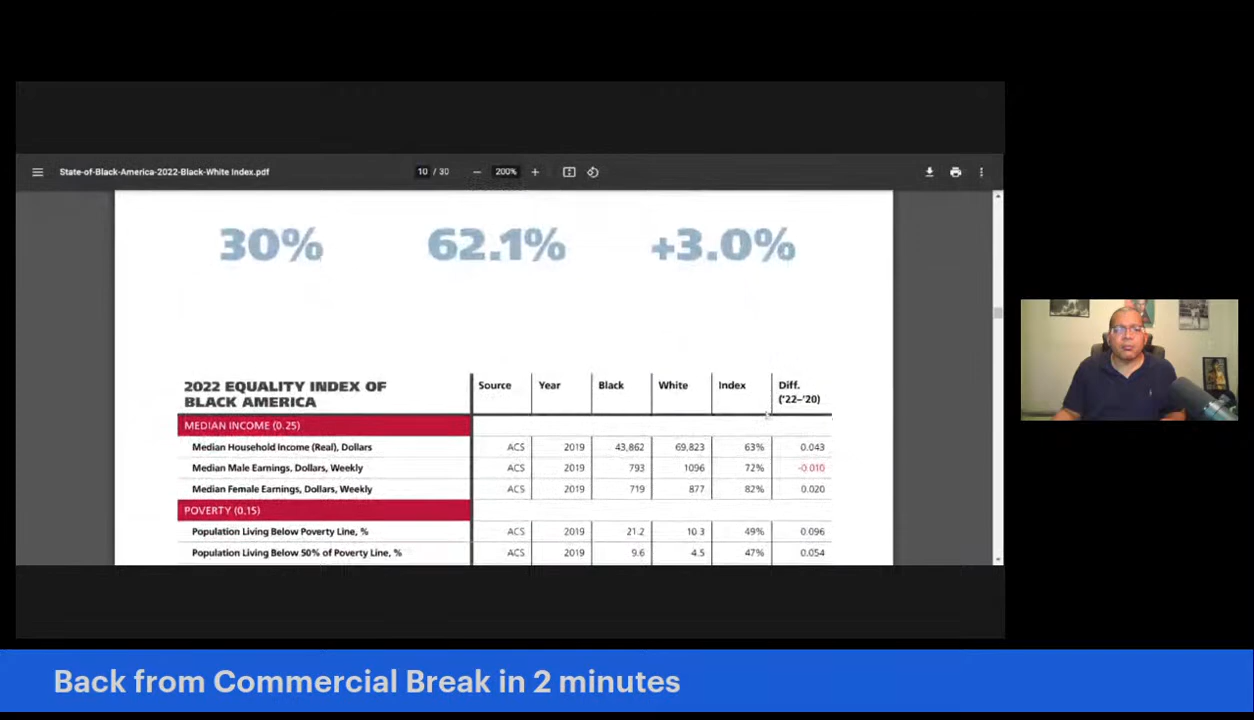 State-of-Black-America-2022-Black-White Index.pdf 10 / 30 200%
30% 62.1% +3.0%
2022 EQUALITY INDEX OF BLACK AMERICA Source Year Black White Index Diff. ('22–'20)
MEDIAN INCOME (0.25)
Median Household Income (Real), Dollars ACS 2019 43,862 69,823 63% 0.043
Median Male Earnings, Dollars, Weekly ACS 2019 793 1096 72% -0.010
Median Female Earnings, Dollars, Weekly ACS 2019 719 877 82% 0.020
POVERTY (0.15)
Population Living Below Poverty Line, % ACS 2019 21.2 10.3 49% 0.096
Population Living Below 50% of Poverty Line, % ACS 2019 9.6 4.5 47% 0.054
Back from Commercial Break in 2 minutes